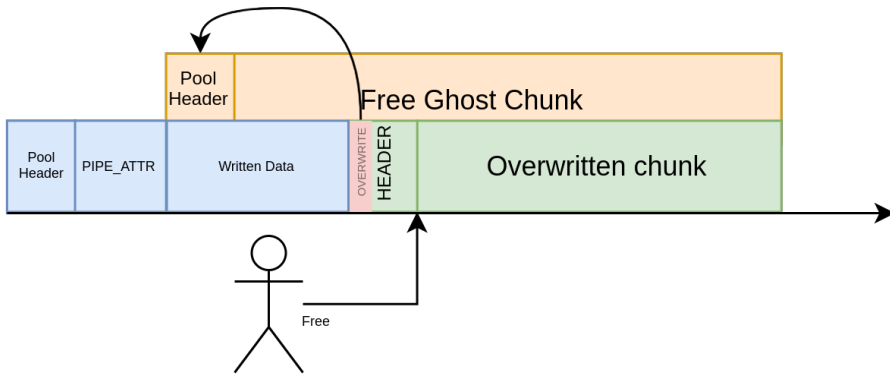 Pool
Header
Free Ghost Chunk
Pool
Header
PIPE_ATTR
Written Data
OVERWRITE
HEADER
Overwritten chunk
Free